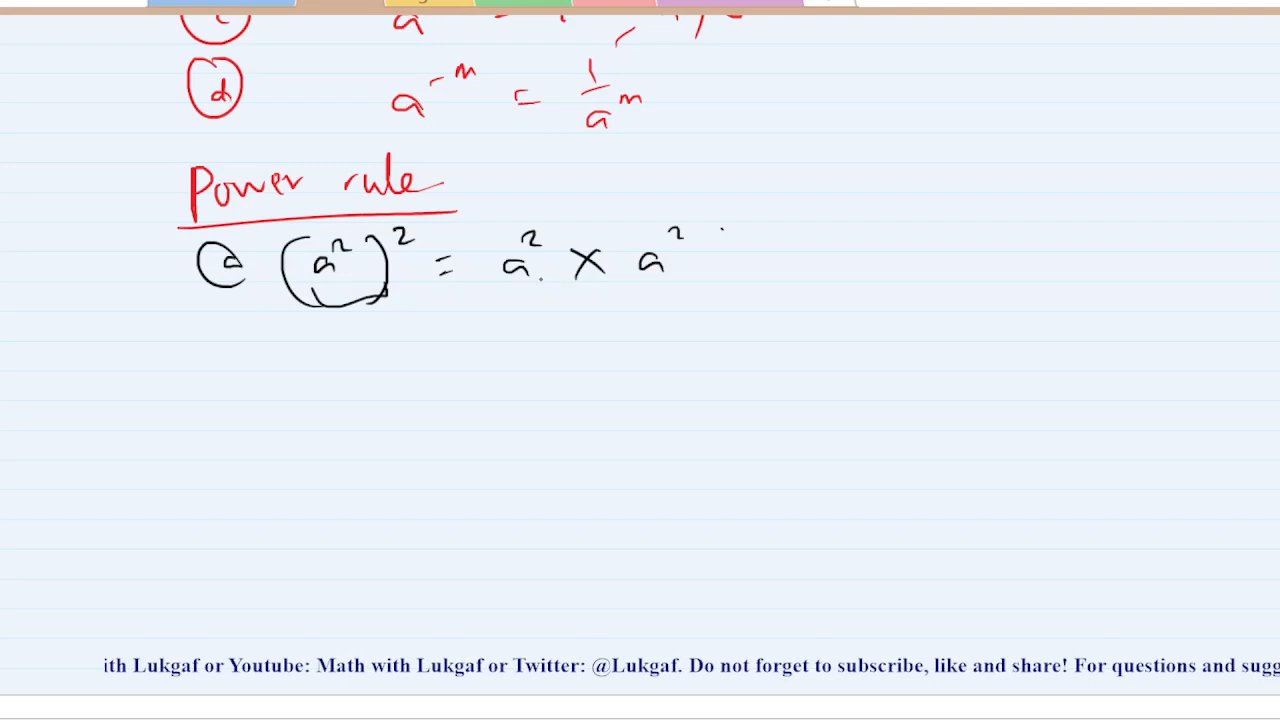 c a =
d a^-m = 1/a^m
Power rule
a (a^2)^2 = a^2 × a^2
ith Lukgaf or Youtube: Math with Lukgaf or Twitter: @Lukgaf. Do not forget to subscribe, like and share! For questions and sugg